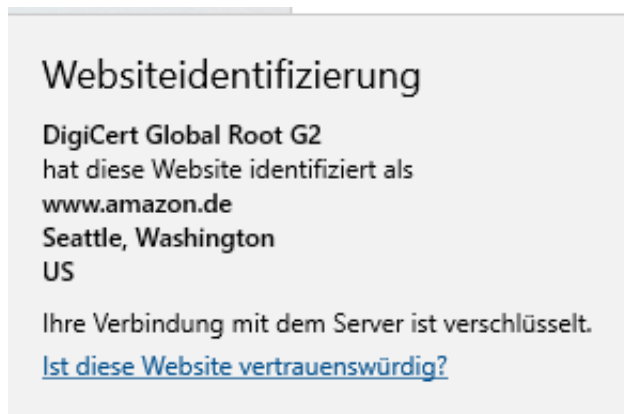 Websiteidentifizierung
DigiCert Global Root G2
hat diese Website identifiziert als
www.amazon.de
Seattle, Washington
US
Ihre Verbindung mit dem Server ist verschlüsselt.
Ist diese Website vertrauenswürdig?